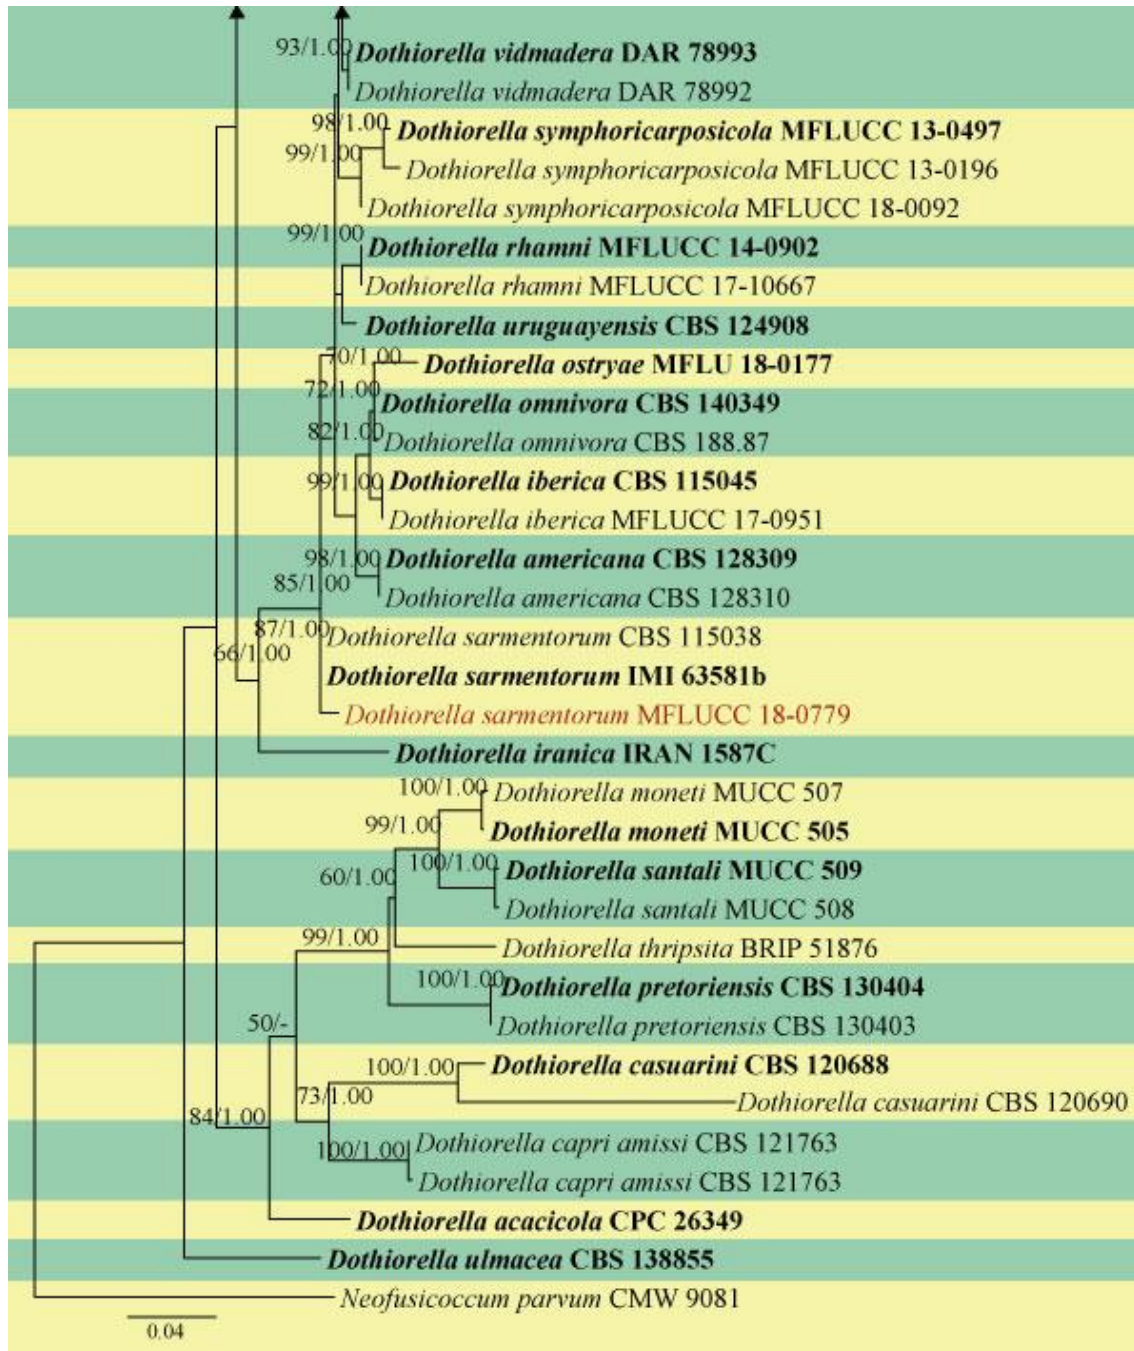 93/1.00 Dothiorella vidmadera DAR 78993
Dothiorella vidmadera DAR 78992
98/1.00 Dothiorella symphoricarposicola MFLUCC 13-0497
99/1.00 Dothiorella symphoricarposicola MFLUCC 13-0196
Dothiorella symphoricarposicola MFLUCC 18-0092
99/1.00 Dothiorella rhamni MFLUCC 14-0902
Dothiorella rhamni MFLUCC 17-10667
Dothiorella uruguayensis CBS 124908
70/1.00 Dothiorella ostryae MFLU 18-0177
72/1.00 Dothiorella omnivora CBS 140349
82/1.00 Dothiorella omnivora CBS 188.87
99/1.00 Dothiorella iberica CBS 115045
Dothiorella iberica MFLUCC 17-0951
98/1.00 Dothiorella americana CBS 128309
85/1.00 Dothiorella americana CBS 128310
87/1.00 Dothiorella sarmentorum CBS 115038
66/1.00
Dothiorella sarmentorum IMI 63581b
Dothiorella sarmentorum MFLUCC 18-0779
Dothiorella iranica IRAN 1587C
100/1.00 Dothiorella moneti MUCC 507
99/1.00 Dothiorella moneti MUCC 505
100/1.00 Dothiorella santali MUCC 509
60/1.00
Dothiorella santali MUCC 508
99/1.00 Dothiorella thripsita BRIP 51876
100/1.00 Dothiorella pretoriensis CBS 130404
50/- Dothiorella pretoriensis CBS 130403
100/1.00 Dothiorella casuarini CBS 120688
73/1.00 Dothiorella casuarini CBS 120690
84/1.00
100/1.00 Dothiorella capri amissi CBS 121763
Dothiorella capri amissi CBS 121763
Dothiorella acacicola CPC 26349
Dothiorella ulmacea CBS 138855
Neofusicoccum parvum CMW 9081
0.04